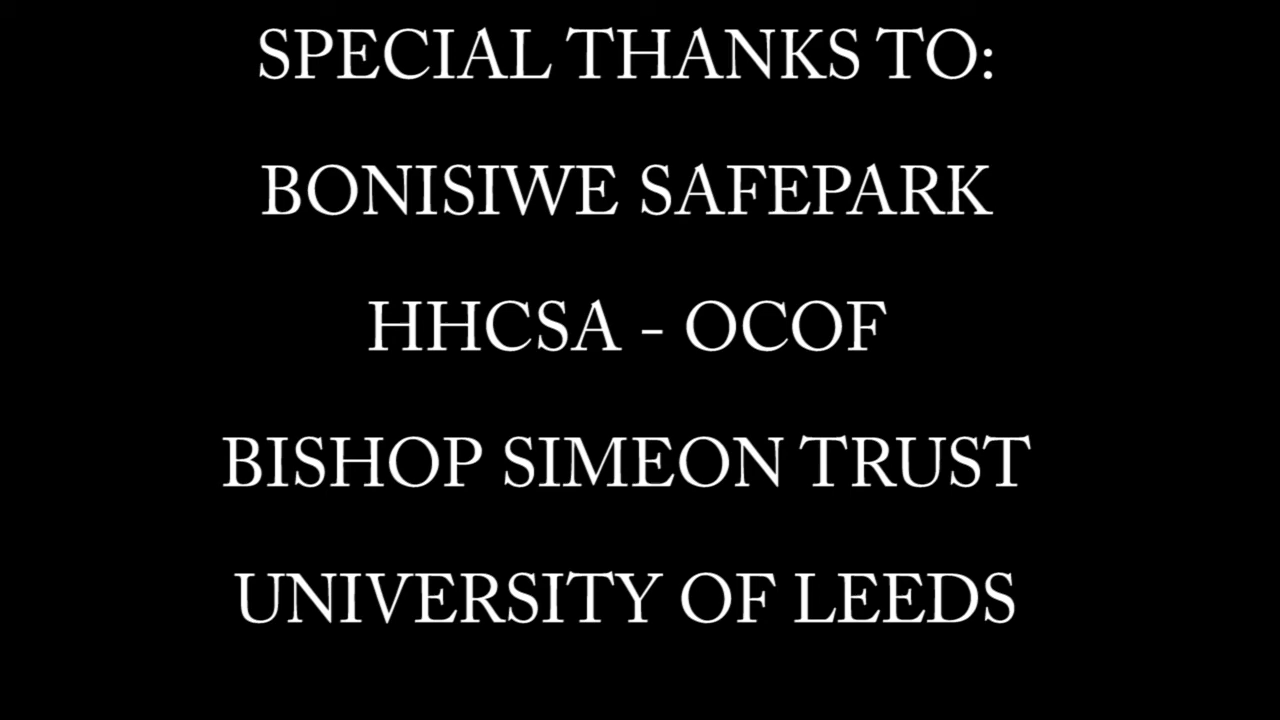 SPECIAL THANKS TO:
BONISIWE SAFEPARK
HHCSA - OCOF
BISHOP SIMEON TRUST
UNIVERSITY OF LEEDS